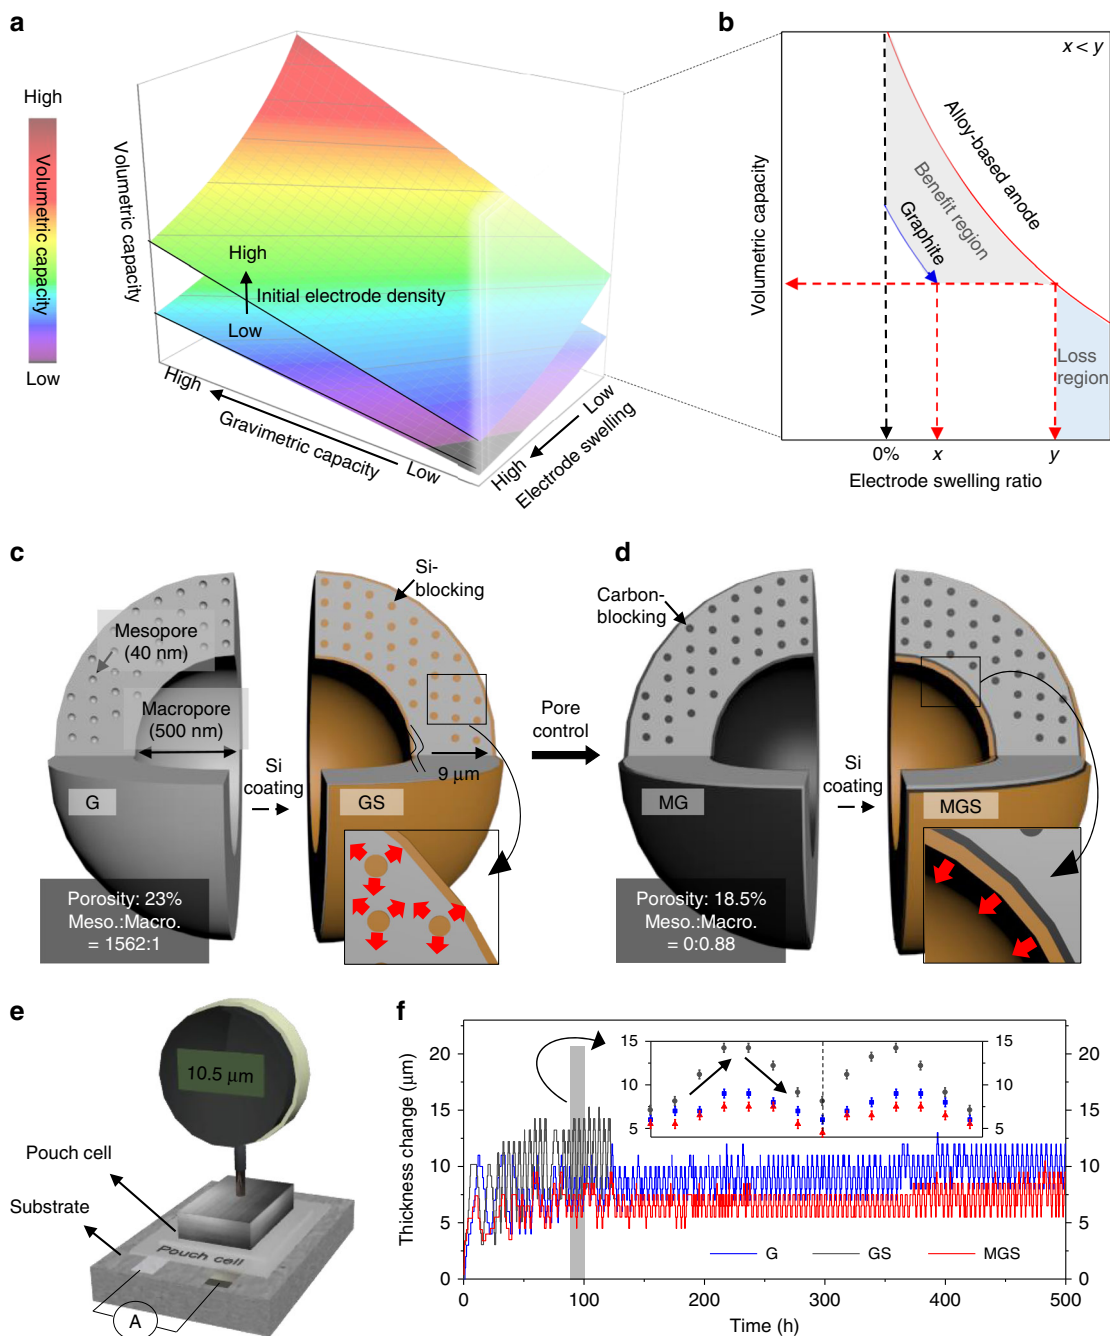 a
High
Volumetric capacity
Low
Volumetric capacity
High
Initial electrode density
Low
High
Gravimetric capacity
Low
Low
Electrode swelling
High
b
x < y
Volumetric capacity
Alloy-based anode
Benefit region
Graphite
Loss
region
0%
x
y
Electrode swelling ratio
c
Mesopore
(40 nm)
Macropore
(500 nm)
G
Porosity: 23%
Meso.:Macro.
= 1562:1
Si
coating
Si-
blocking
9 μm
GS
Pore
control
d
Carbon-
blocking
MG
Porosity: 18.5%
Meso.:Macro.
= 0:0.88
Si
coating
MGS
e
10.5 μm
Pouch cell
Substrate
Pouch cell
A
f
Thickness change (μm)
20
15
10
5
0
15
10
5
15
10
5
20
15
10
5
0
G
GS
MGS
0
100
200
300
400
500
Time (h)